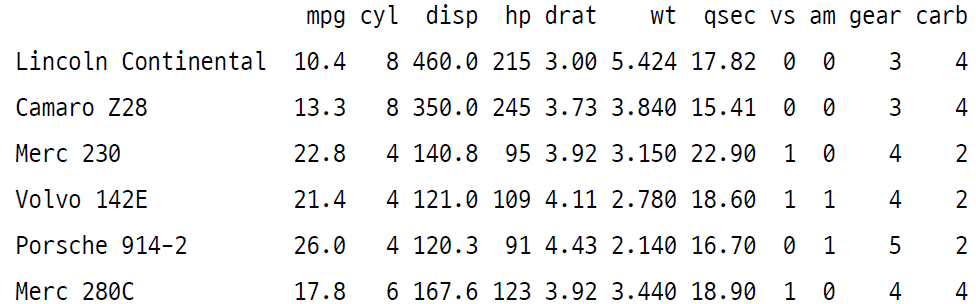 mpg cyl disp hp drat wt qsec vs am gear carb
Lincoln Continental 10.4 8 460.0 215 3.00 5.424 17.82 0 0 3 4
Camaro Z28 13.3 8 350.0 245 3.73 3.840 15.41 0 0 3 4
Merc 230 22.8 4 140.8 95 3.92 3.150 22.90 1 0 4 2
Volvo 142E 21.4 4 121.0 109 4.11 2.780 18.60 1 1 4 2
Porsche 914-2 26.0 4 120.3 91 4.43 2.140 16.70 0 1 5 2
Merc 280C 17.8 6 167.6 123 3.92 3.440 18.90 1 0 4 4